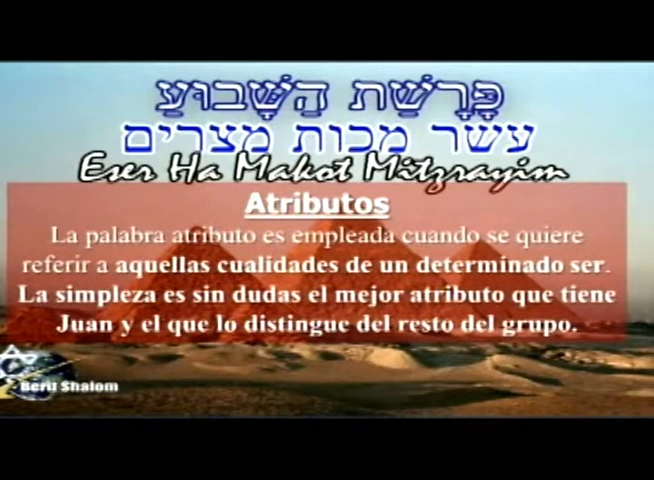 פָּרָשַׁת הַשָּׁבוּעַ
עשר מכות מצרים
Eser Ha Makot Mitzrayim
Atributos
La palabra atributo es empleada cuando se quiere
referir a aquellas cualidades de un determinado ser.
La simpleza es sin dudas el mejor atributo que tiene
Juan y el que lo distingue del resto del grupo.
Berit Shalom